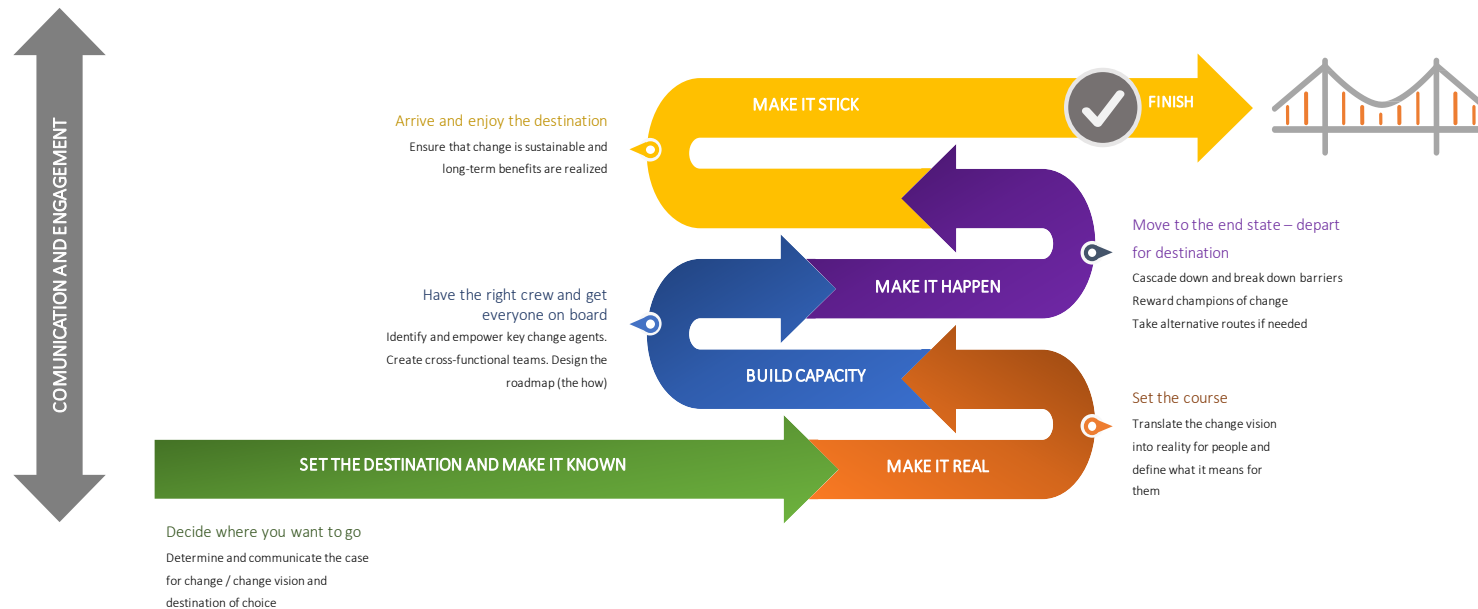 COMUNICATION AND ENGAGEMENT
MAKE IT STICK
FINISH
Arrive and enjoy the destination
Ensure that change is sustainable and
long-term benefits are realized
Move to the end state – depart
for destination
Cascade down and break down barriers
Reward champions of change
Take alternative routes if needed
MAKE IT HAPPEN
Have the right crew and get
everyone on board
Identify and empower key change agents.
Create cross-functional teams. Design the
roadmap (the how)
BUILD CAPACITY
Set the course
Translate the change vision
into reality for people and
define what it means for
them
SET THE DESTINATION AND MAKE IT KNOWN
MAKE IT REAL
Decide where you want to go
Determine and communicate the case
for change / change vision and
destination of choice